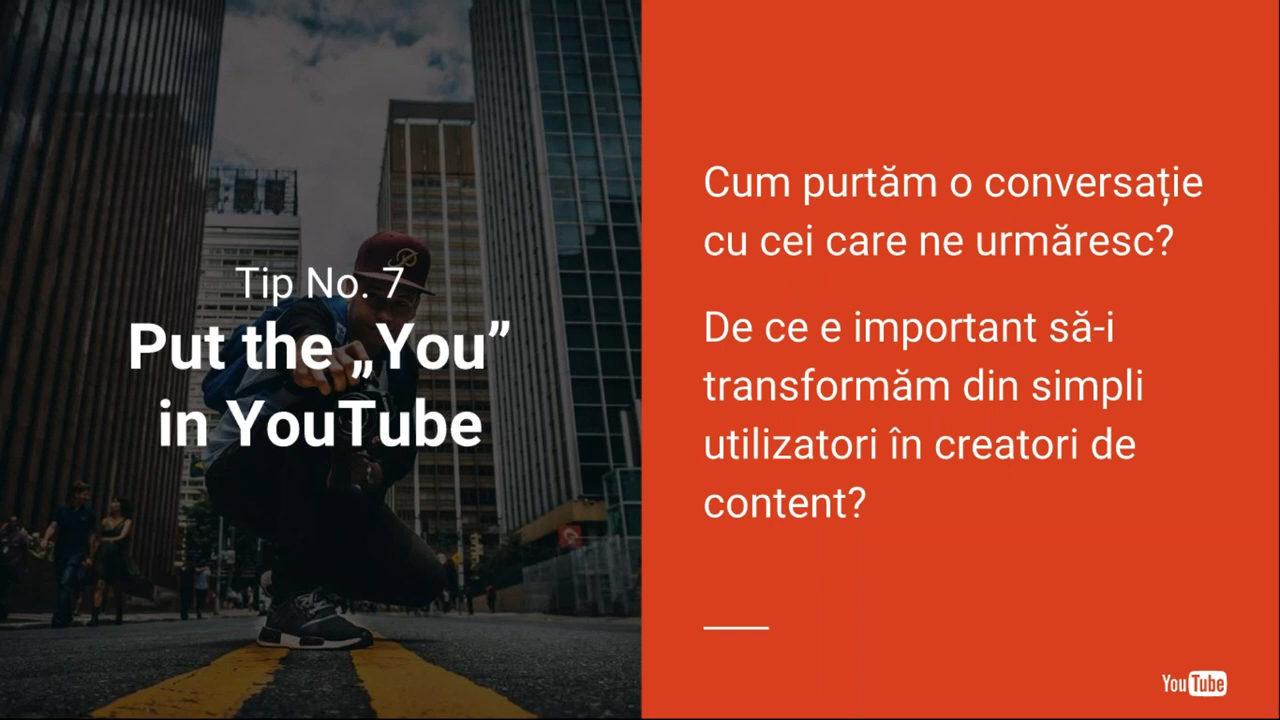 Tip No. 7
Put the „You”
in YouTube
Cum purtăm o conversație
cu cei care ne urmăresc?
De ce e important să-i
transformăm din simpli
utilizatori în creatori de
content?
YouTube